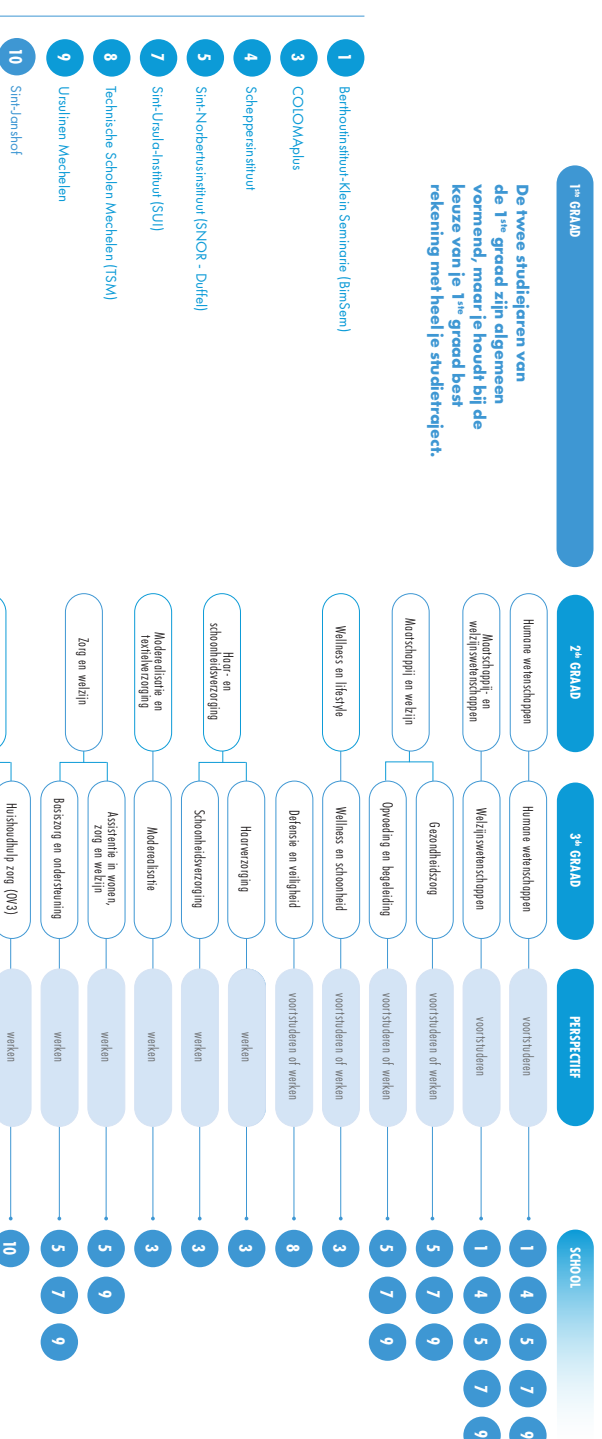 1ste GRAAD
2de GRAAD
3de GRAAD
PERSPECTIEF
SCHOOL
De twee studiejaren van
de 1ste graad zijn algemeen
vormend, maar je houdt bij de
keuze van je 1ste graad best
rekening met heel je studietraject.
Humane wetenschappen
Humane wetenschappen
voortstuderen
1 4 5 7 9
Maatschappij- en
welzijnswetenschappen
Welzijnswetenschappen
voortstuderen
1 4 5 7 9
Maatschappij en welzijn
Gezondheidszorg
voortstuderen of werken
5 7 9
Opvoeding en begeleiding
voortstuderen of werken
5 7 9
Wellness en lifestyle
Wellness en schoonheid
voortstuderen of werken
3
Defensie en veiligheid
voortstuderen of werken
8
Haar- en
schoonheidsverzorging
Haarverzorging
werken
3
Schoonheidsverzorging
werken
3
Moderealisatie en
textielverzorging
Moderealisatie
werken
3
Zorg en welzijn
Assistentie in wonen,
zorg en welzijn
werken
5 9
Basiszorg en ondersteuning
werken
5 7 9
Huishoudhulp zorg (OV3)
werken
10
1 Berthoutinstituut-Klein Seminarie (BimSem)
3 COLOMAplus
4 Scheppersinstituut
5 Sint-Norbertusinstituut (SNOR - Duffel)
7 Sint-Ursula-Instituut (SUI)
8 Technische Scholen Mechelen (TSM)
9 Ursulinen Mechelen
10 Sint-Janshof